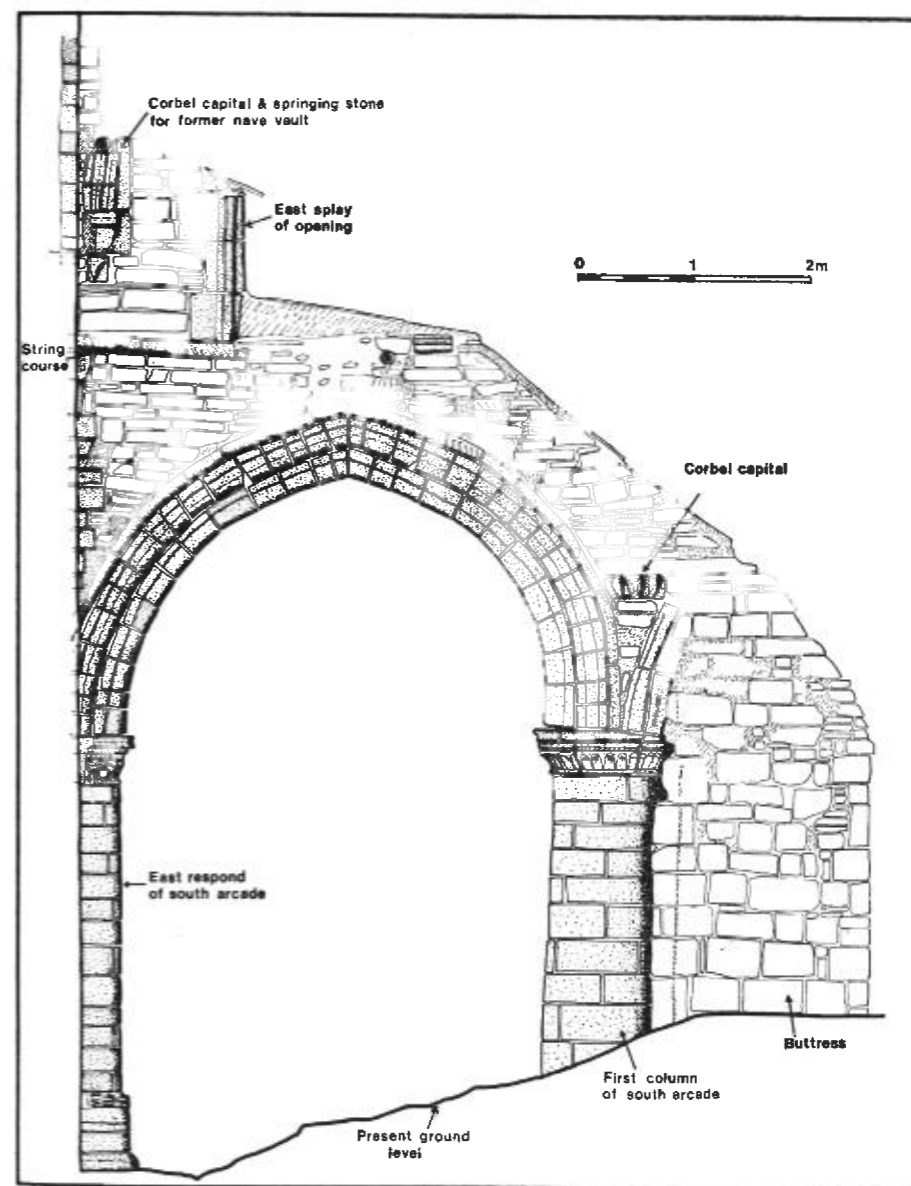 Corbel capital & springing stone
for former nave vault
East splay
of opening
0 1 2m
String
course
Corbel capital
East respond
of south arcade
Buttress
First column
of south arcade
Present ground
level